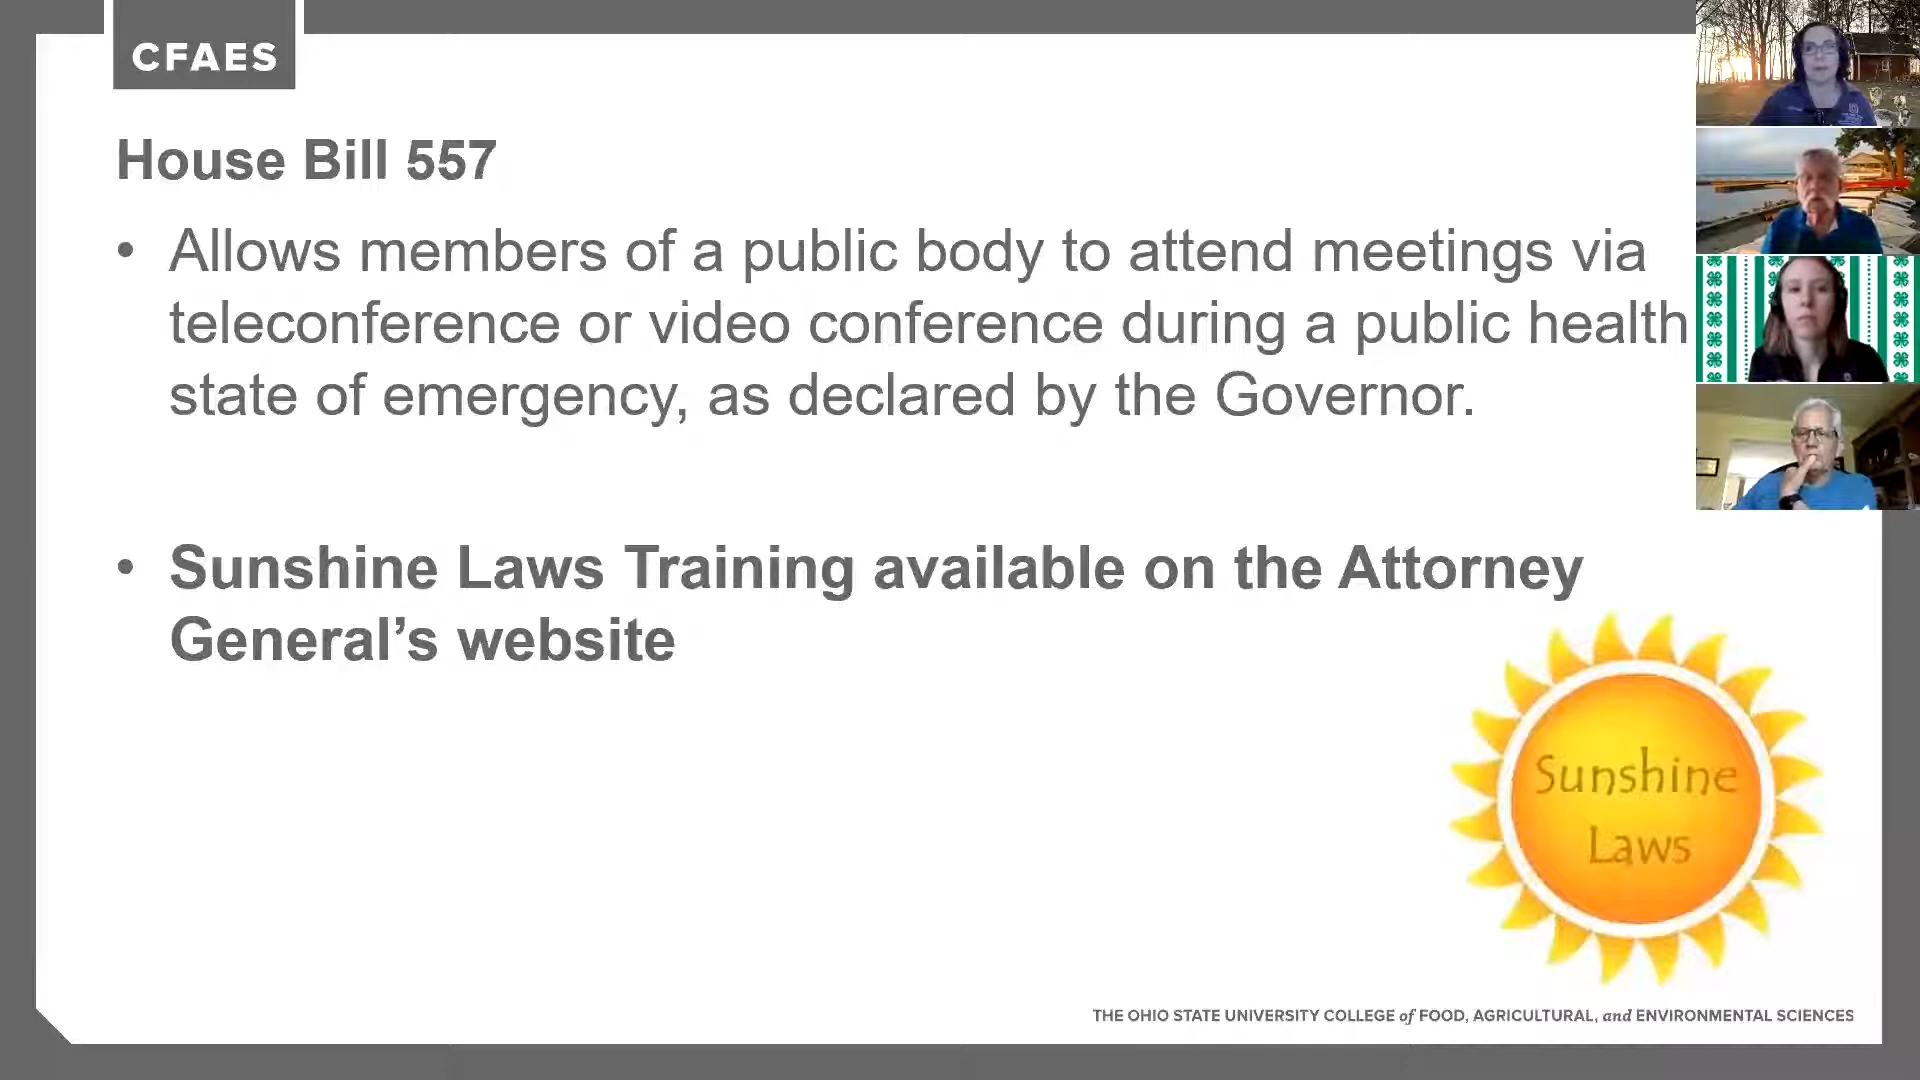 CFAES
House Bill 557
• Allows members of a public body to attend meetings via
teleconference or video conference during a public health
state of emergency, as declared by the Governor.
• Sunshine Laws Training available on the Attorney
General’s website
Sunshine
Laws
THE OHIO STATE UNIVERSITY COLLEGE of FOOD, AGRICULTURAL, and ENVIRONMENTAL SCIENCES